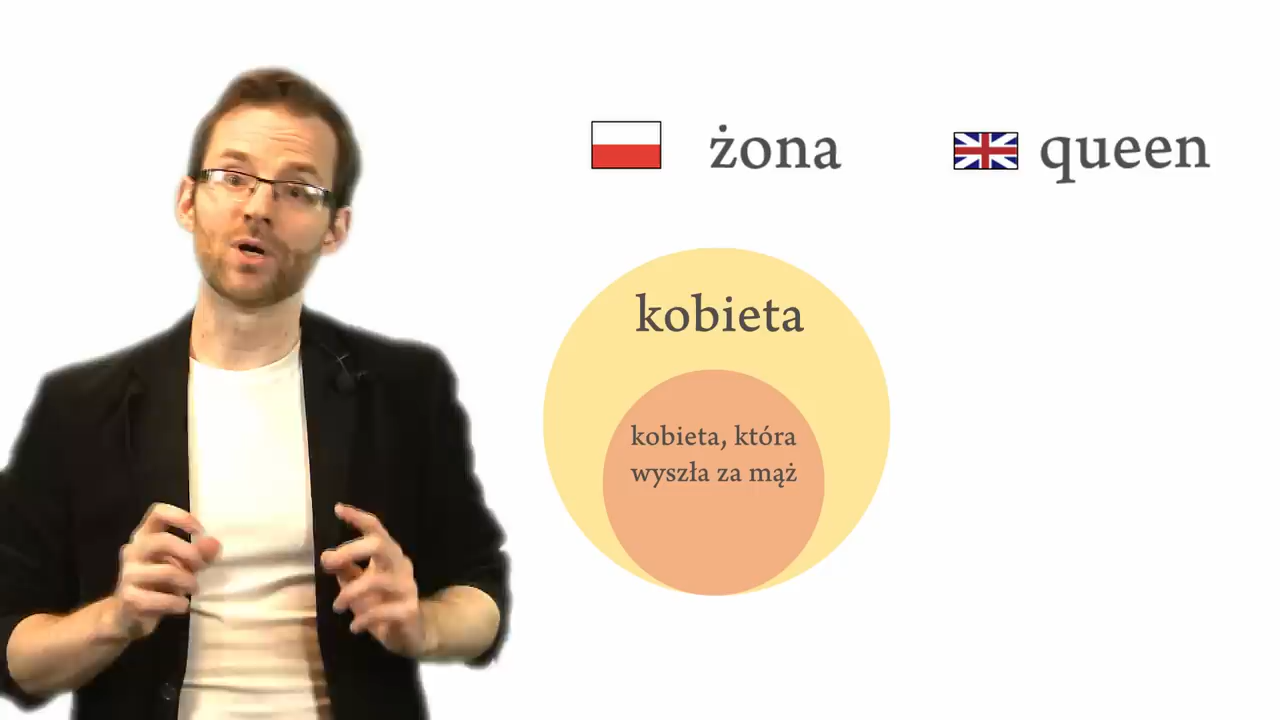 żona
queen
kobieta
kobieta, która
wyszła za mąż